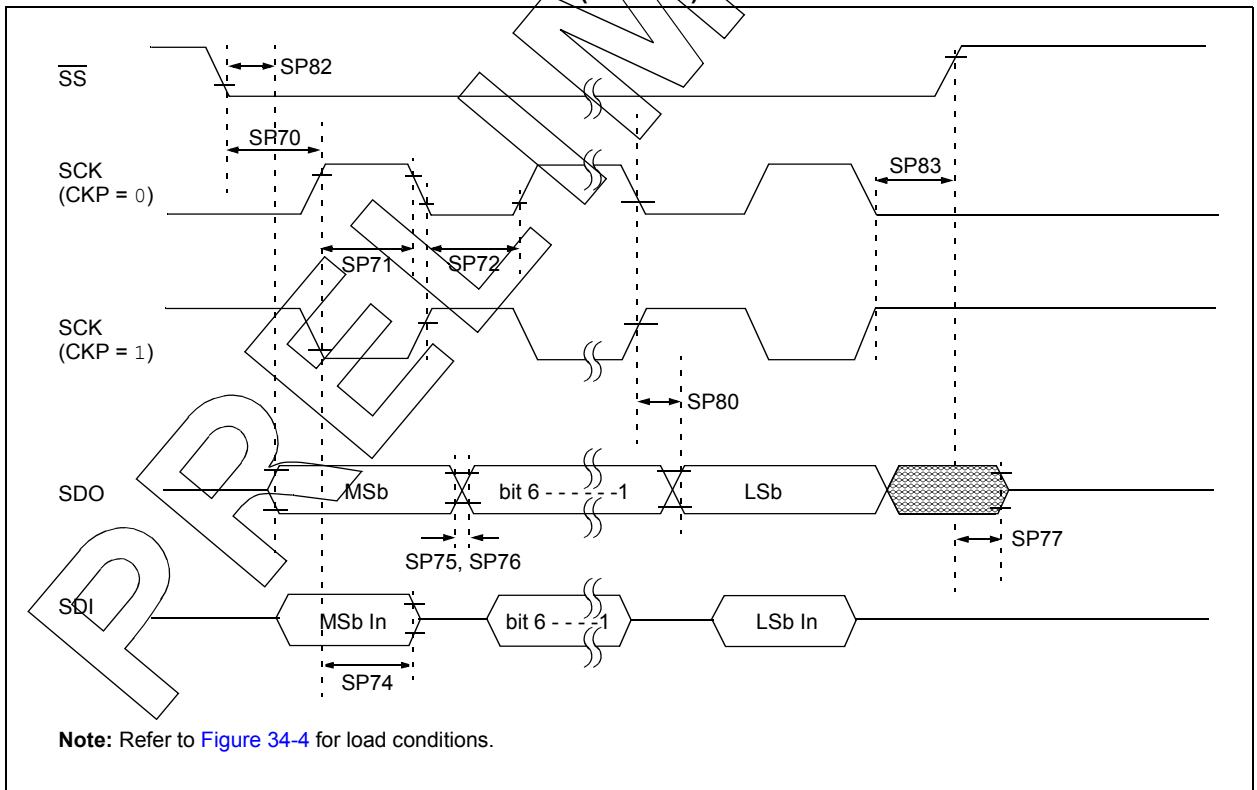 SS
SP82
SP70
SCK
(CKP = 0)
SP83
SP71
SP72
SCK
(CKP = 1)
SP80
SDO
MSb
bit 6 - - - - - -1
LSb
SP75, SP76
SP77
SDI
MSb In
bit 6 - - - -1
LSb In
SP74
Note: Refer to Figure 34-4 for load conditions.
PRELIM